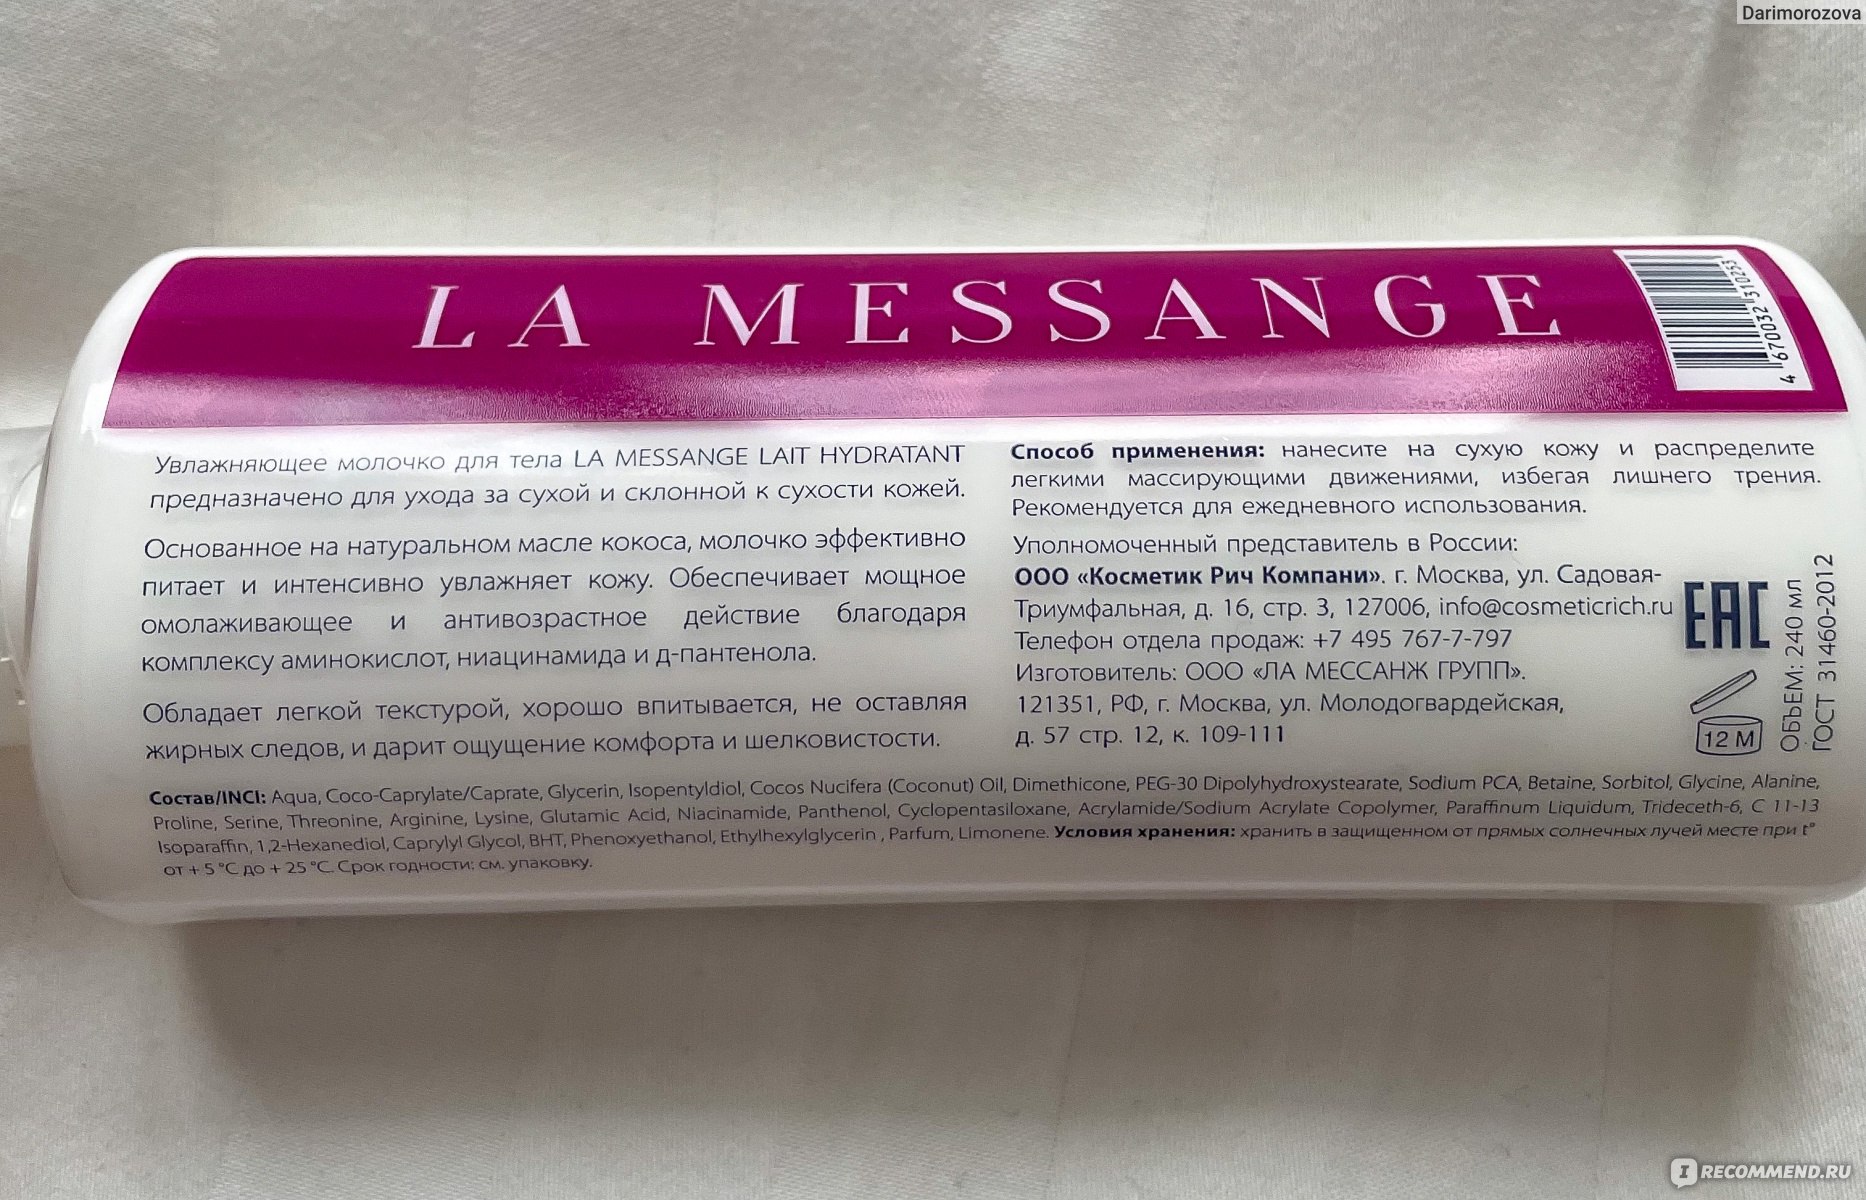 Darimorozova
LA MESSANGE
4 670032 310253
Увлажняющее молочко для тела LA MESSANGE LAIT HYDRATANT
предназначено для ухода за сухой и склонной к сухости кожей.
Основанное на натуральном масле кокоса, молочко эффективно
питает и интенсивно увлажняет кожу. Обеспечивает мощное
омолаживающее и антивозрастное действие благодаря
комплексу аминокислот, ниацинамида и д-пантенола.
Обладает легкой текстурой, хорошо впитывается, не оставляя
жирных следов, и дарит ощущение комфорта и шелковистости.
Способ применения: нанесите на сухую кожу и распределите
легкими массирующими движениями, избегая лишнего трения.
Рекомендуется для ежедневного использования.
Уполномоченный представитель в России:
ООО «Косметик Рич Компани». г. Москва, ул. Садовая-
Триумфальная, д. 16, стр. 3, 127006, info@cosmeticrich.ru
Телефон отдела продаж: +7 495 767-7-797
Изготовитель: ООО «ЛА МЕССАНЖ ГРУПП».
121351, РФ, г. Москва, ул. Молодогвардейская,
д. 57 стр. 12, к. 109-111
EAC
12 M
ОБЪЕМ: 240 мл
ГОСТ 31460-2012
Состав/INCI: Aqua, Coco-Caprylate/Caprate, Glycerin, Isopentyldiol, Cocos Nucifera (Coconut) Oil, Dimethicone, PEG-30 Dipolyhydroxystearate, Sodium PCA, Betaine, Sorbitol, Glycine, Alanine,
Proline, Serine, Threonine, Arginine, Lysine, Glutamic Acid, Niacinamide, Panthenol, Cyclopentasiloxane, Acrylamide/Sodium Acrylate Copolymer, Paraffinum Liquidum, Trideceth-6, C 11-13
Isoparaffin, 1,2-Hexanediol, Caprylyl Glycol, BHT, Phenoxyethanol, Ethylhexylglycerin , Parfum, Limonene. Условия хранения: хранить в защищенном от прямых солнечных лучей месте при t°
от + 5 °C до + 25 °C. Срок годности: см. упаковку.
IRECOMMEND.RU